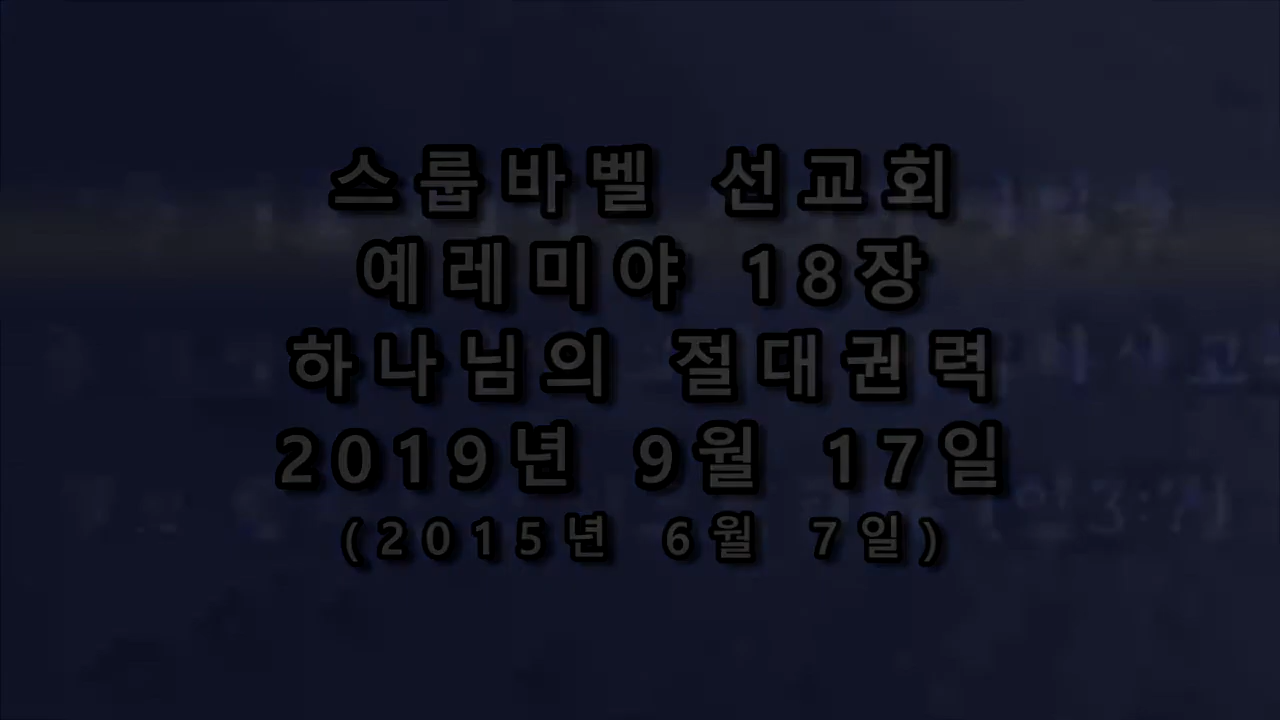 스룹바벨 선교회
예레미야 18장
하나님의 절대권력
2019년 9월 17일
(2015년 6월 7일)